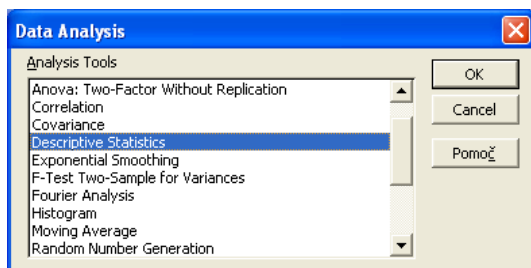 Data Analysis
Analysis Tools
Anova: Two-Factor Without Replication
Correlation
Covariance
Descriptive Statistics
Exponential Smoothing
F-Test Two-Sample for Variances
Fourier Analysis
Histogram
Moving Average
Random Number Generation
OK
Cancel
Pomoč